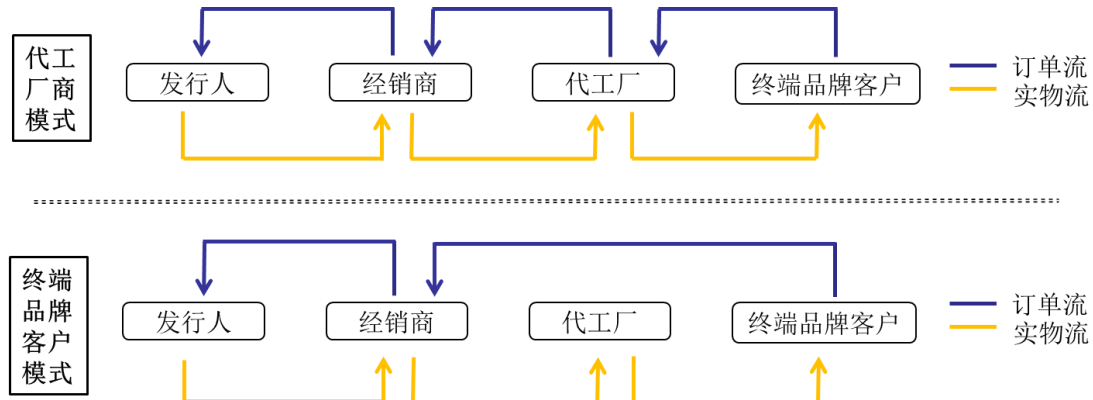 代工
厂商
模式
发行人
经销商
代工厂
终端品牌客户
订单流
实物流
终端
品牌
客户
模式
发行人
经销商
代工厂
终端品牌客户
订单流
实物流